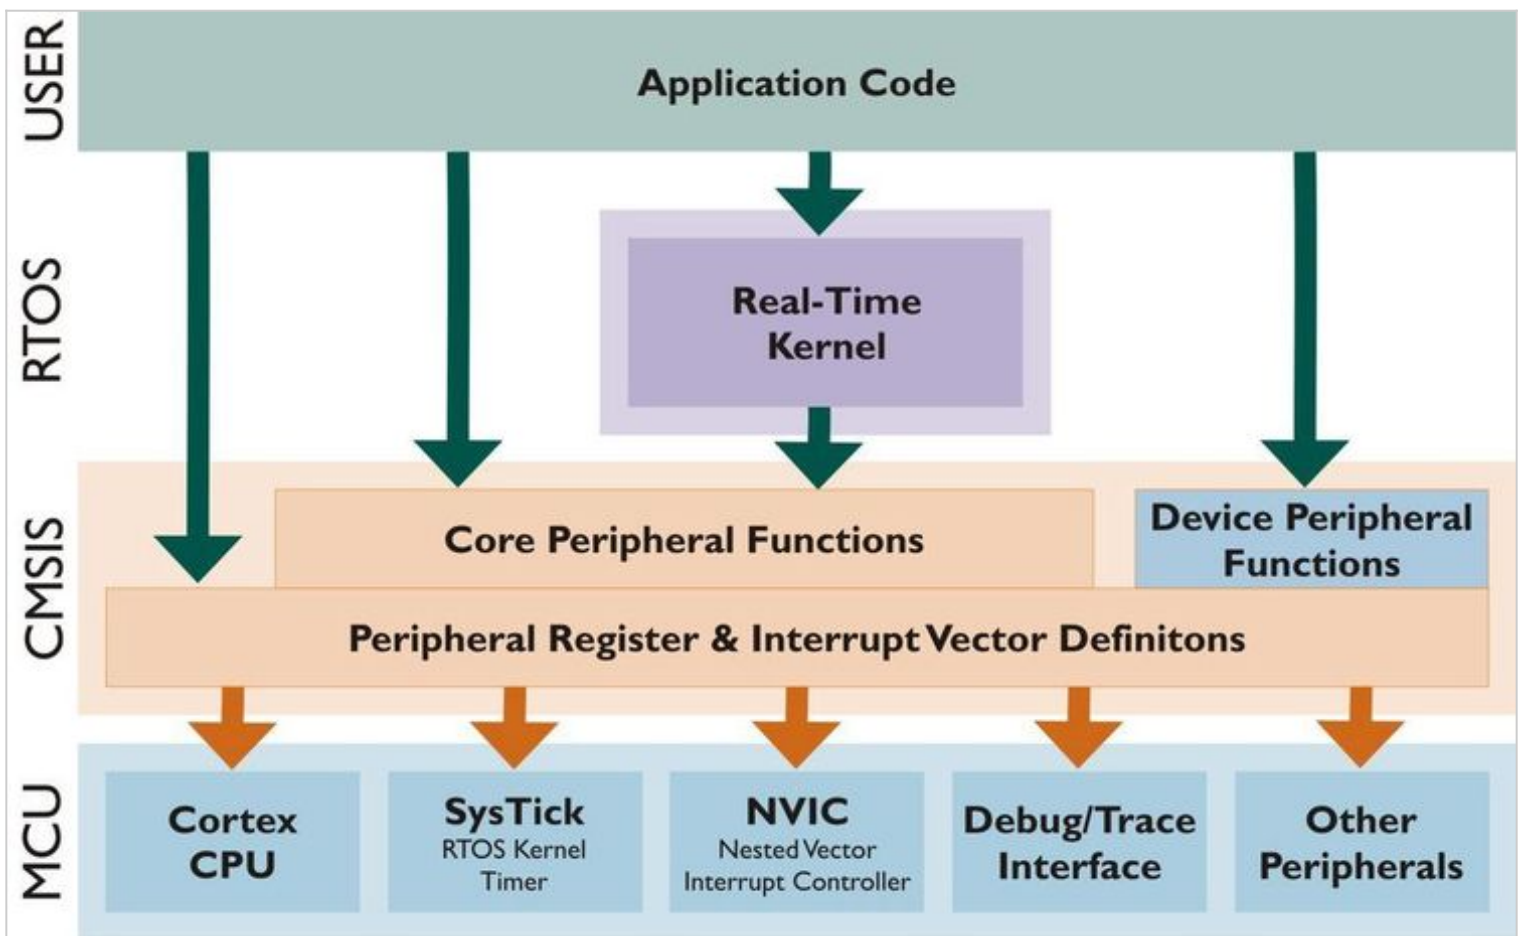 USER
Application Code
RTOS
Real-Time
Kernel
CMSIS
Core Peripheral Functions
Device Peripheral
Functions
Peripheral Register & Interrupt Vector Definitons
MCU
Cortex
CPU
SysTick
RTOS Kernel
Timer
NVIC
Nested Vector
Interrupt Controller
Debug/Trace
Interface
Other
Peripherals